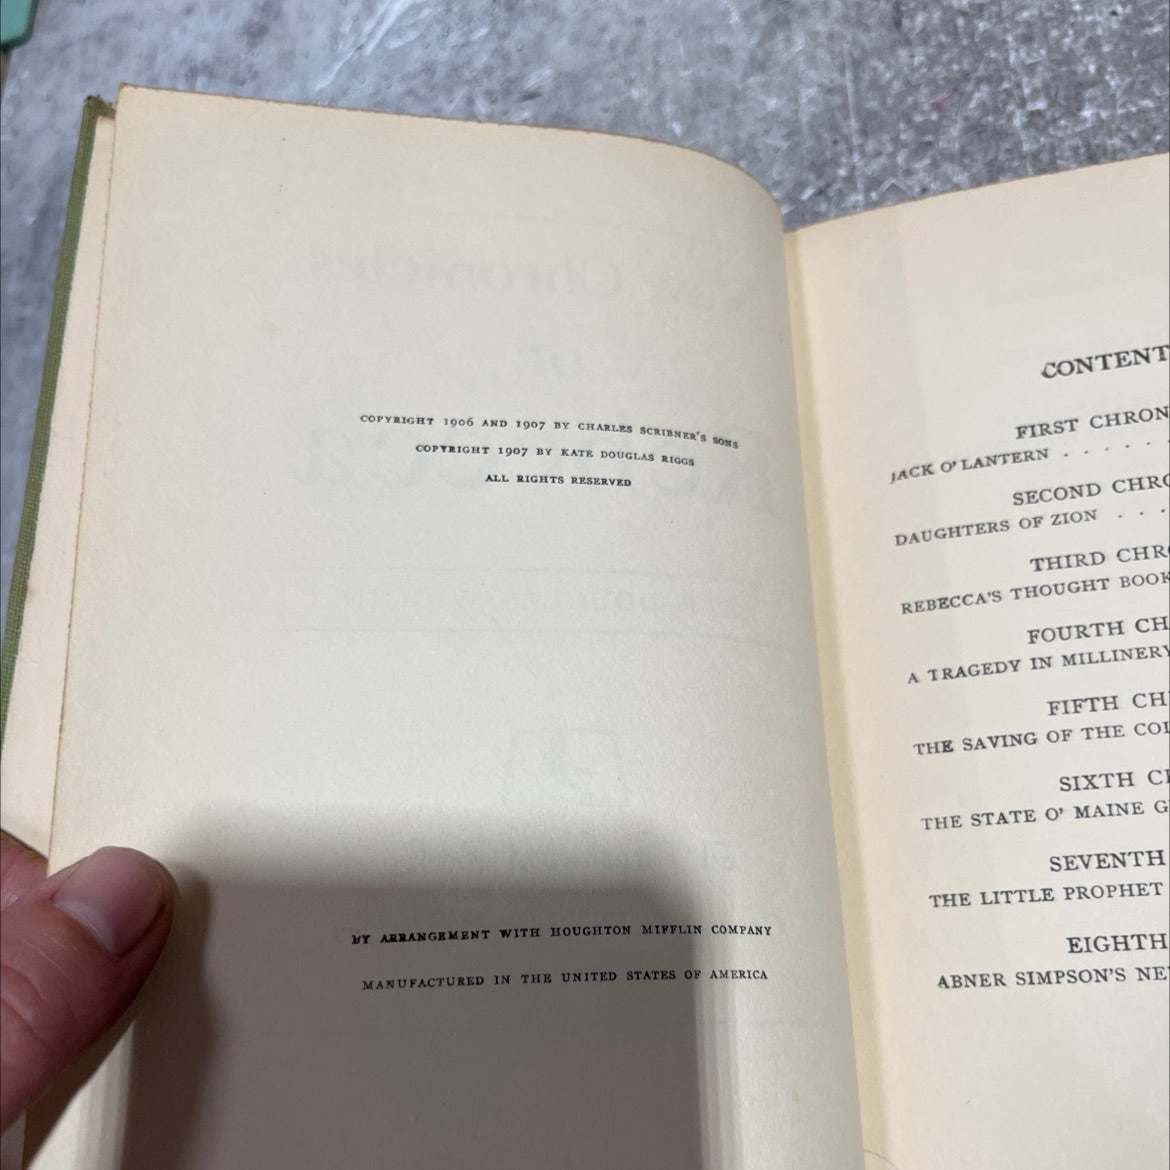 COPYRIGHT 1906 AND 1907 BY CHARLES SCRIBNER'S SONS
COPYRIGHT 1907 BY KATE DOUGLAS RIGGS
ALL RIGHTS RESERVED
BY ARRANGEMENT WITH HOUGHTON MIFFLIN COMPANY
MANUFACTURED IN THE UNITED STATES OF AMERICA
CONTENT
FIRST CHRON
JACK O' LANTERN . . . .
SECOND CHRO
DAUGHTERS OF ZION . . .
THIRD CHR
REBECCA'S THOUGHT BOOK
FOURTH CH
A TRAGEDY IN MILLINERY
FIFTH CH
THE SAVING OF THE COL
SIXTH C
THE STATE O' MAINE G
SEVENTH
THE LITTLE PROPHET
EIGHTH
ABNER SIMPSON'S NE